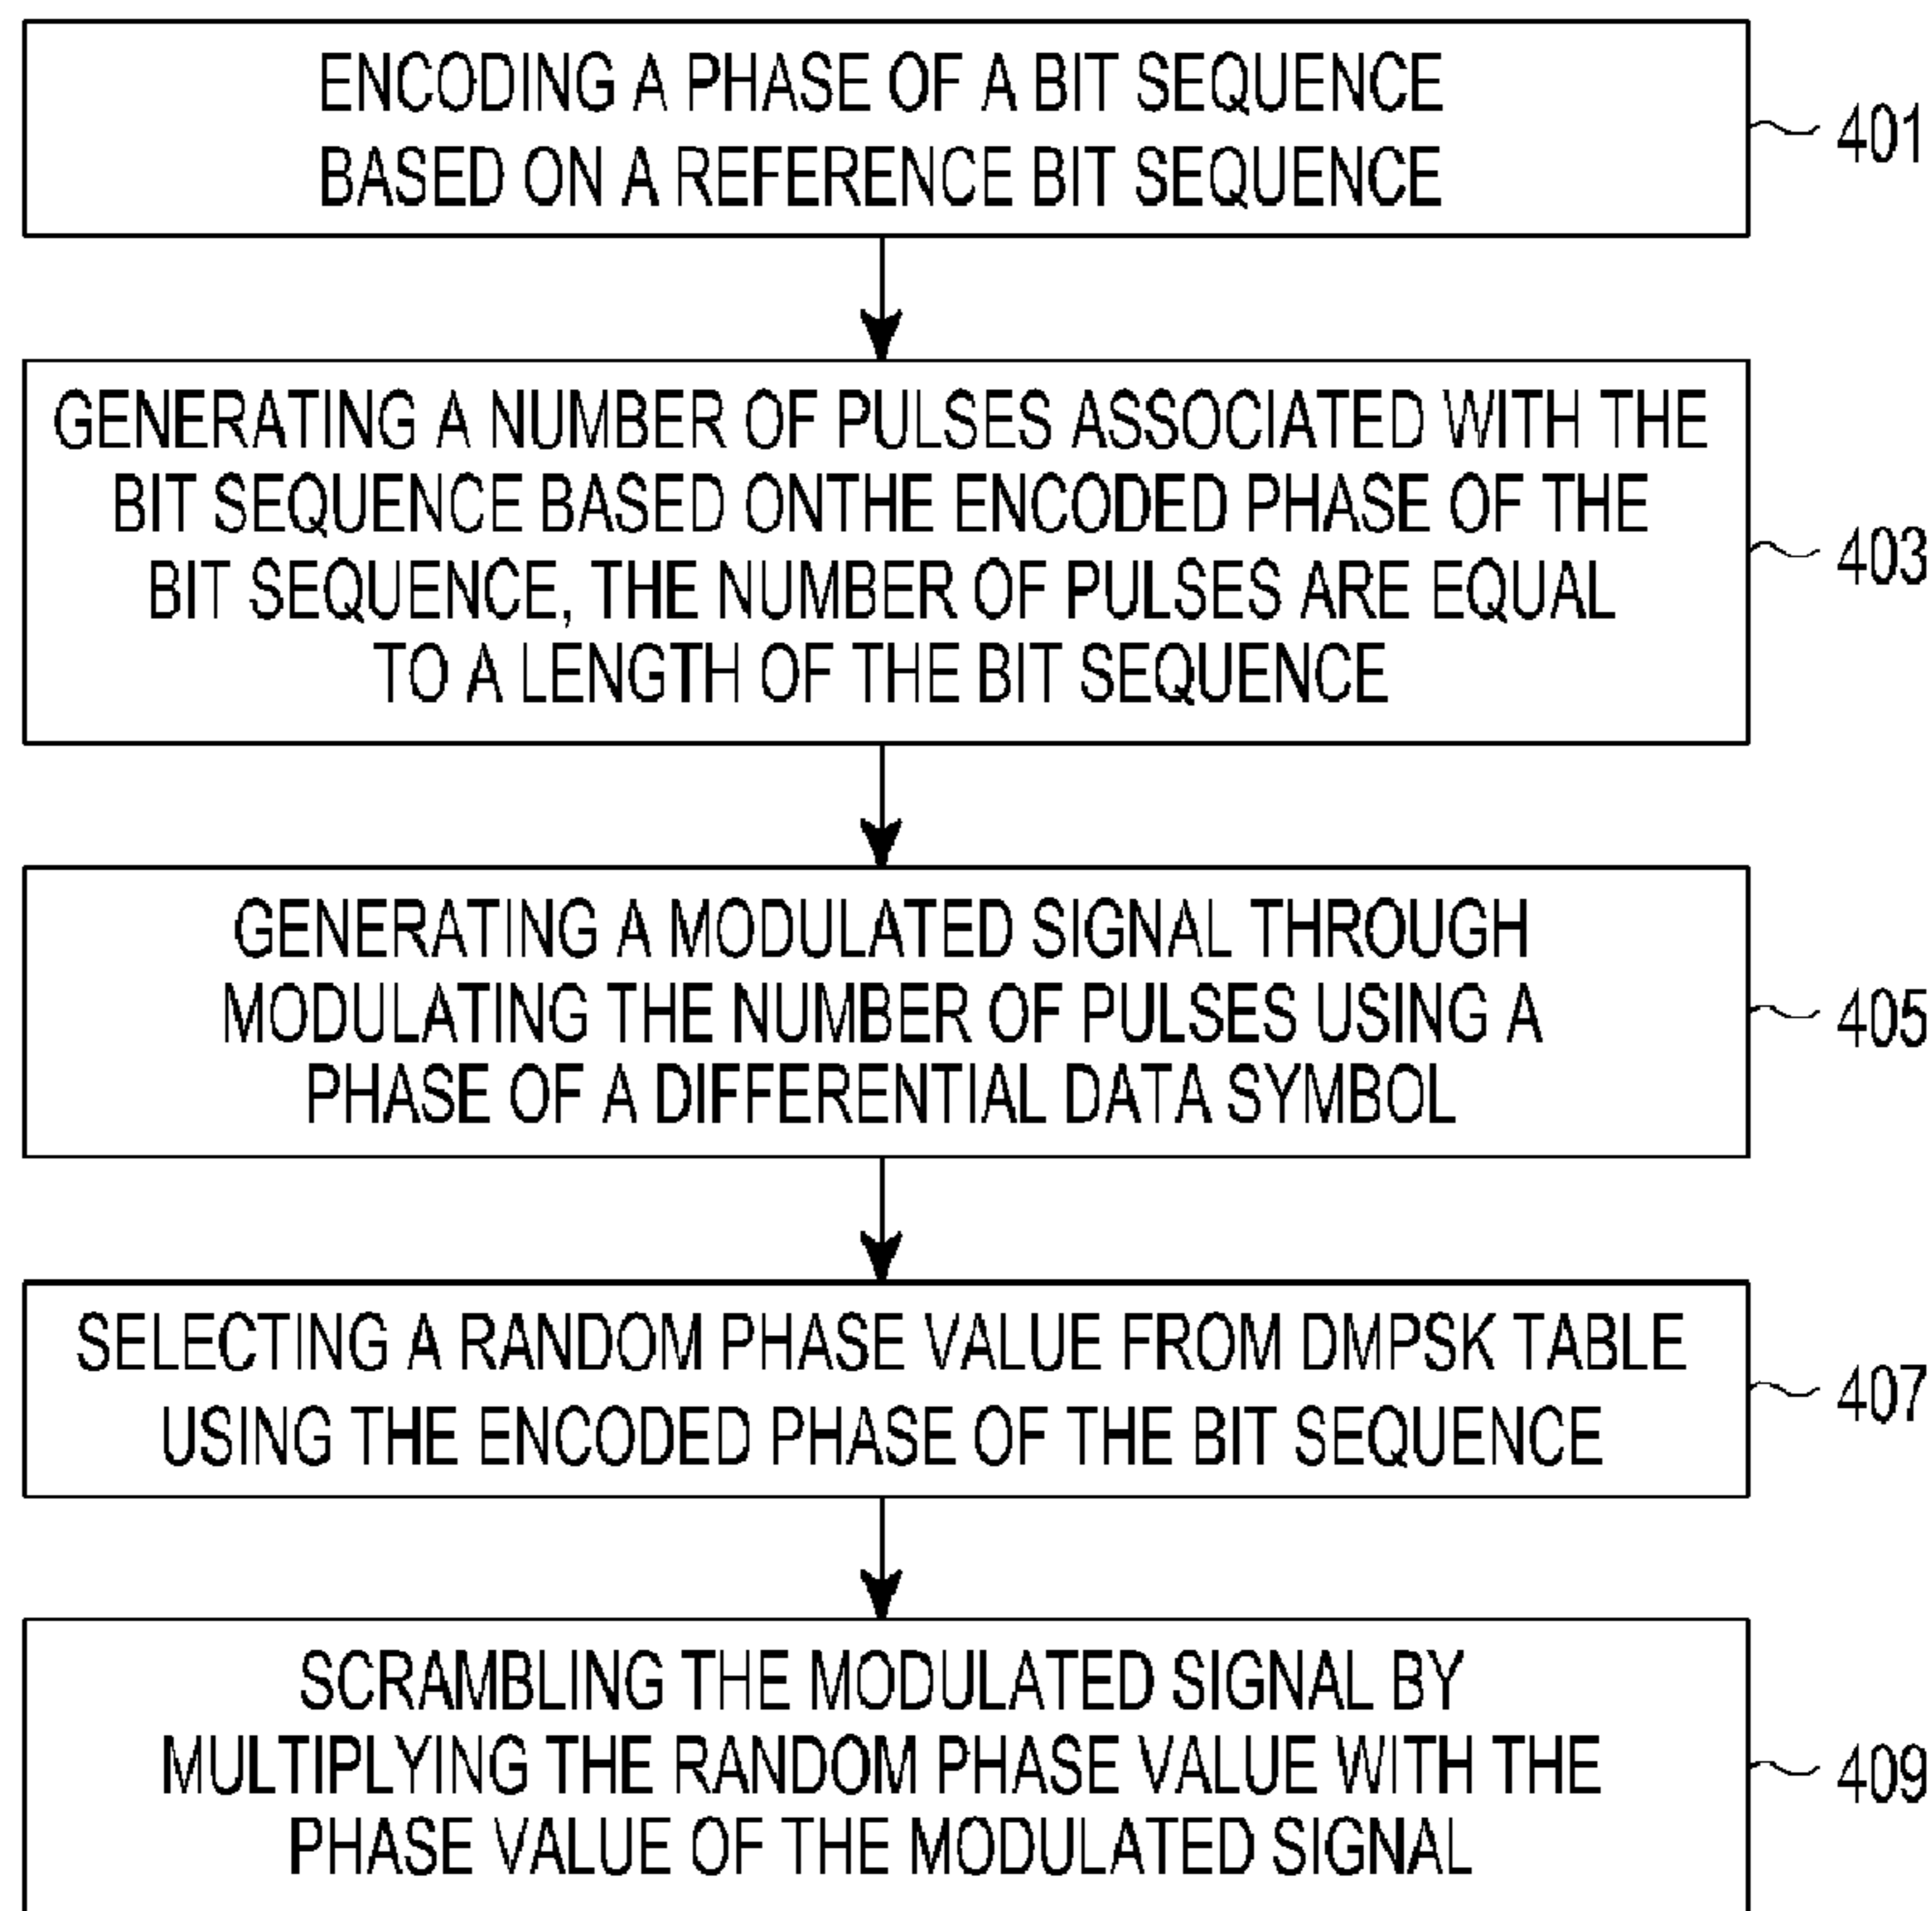 ENCODING A PHASE OF A BIT SEQUENCE
BASED ON A REFERENCE BIT SEQUENCE
401
GENERATING A NUMBER OF PULSES ASSOCIATED WITH THE
BIT SEQUENCE BASED ONTHE ENCODED PHASE OF THE
BIT SEQUENCE, THE NUMBER OF PULSES ARE EQUAL
TO A LENGTH OF THE BIT SEQUENCE
403
GENERATING A MODULATED SIGNAL THROUGH
MODULATING THE NUMBER OF PULSES USING A
PHASE OF A DIFFERENTIAL DATA SYMBOL
405
SELECTING A RANDOM PHASE VALUE FROM DMPSK TABLE
USING THE ENCODED PHASE OF THE BIT SEQUENCE
407
SCRAMBLING THE MODULATED SIGNAL BY
MULTIPLYING THE RANDOM PHASE VALUE WITH THE
PHASE VALUE OF THE MODULATED SIGNAL
409